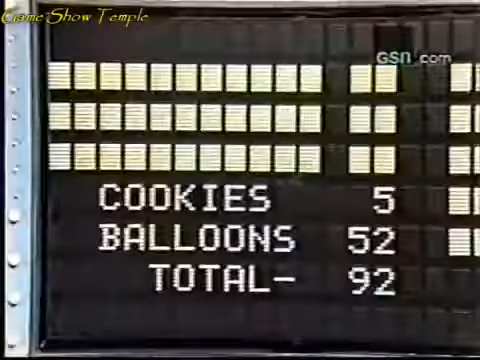 Game Show Temple
GSN.com
COOKIES 5
BALLOONS 52
TOTAL- 92